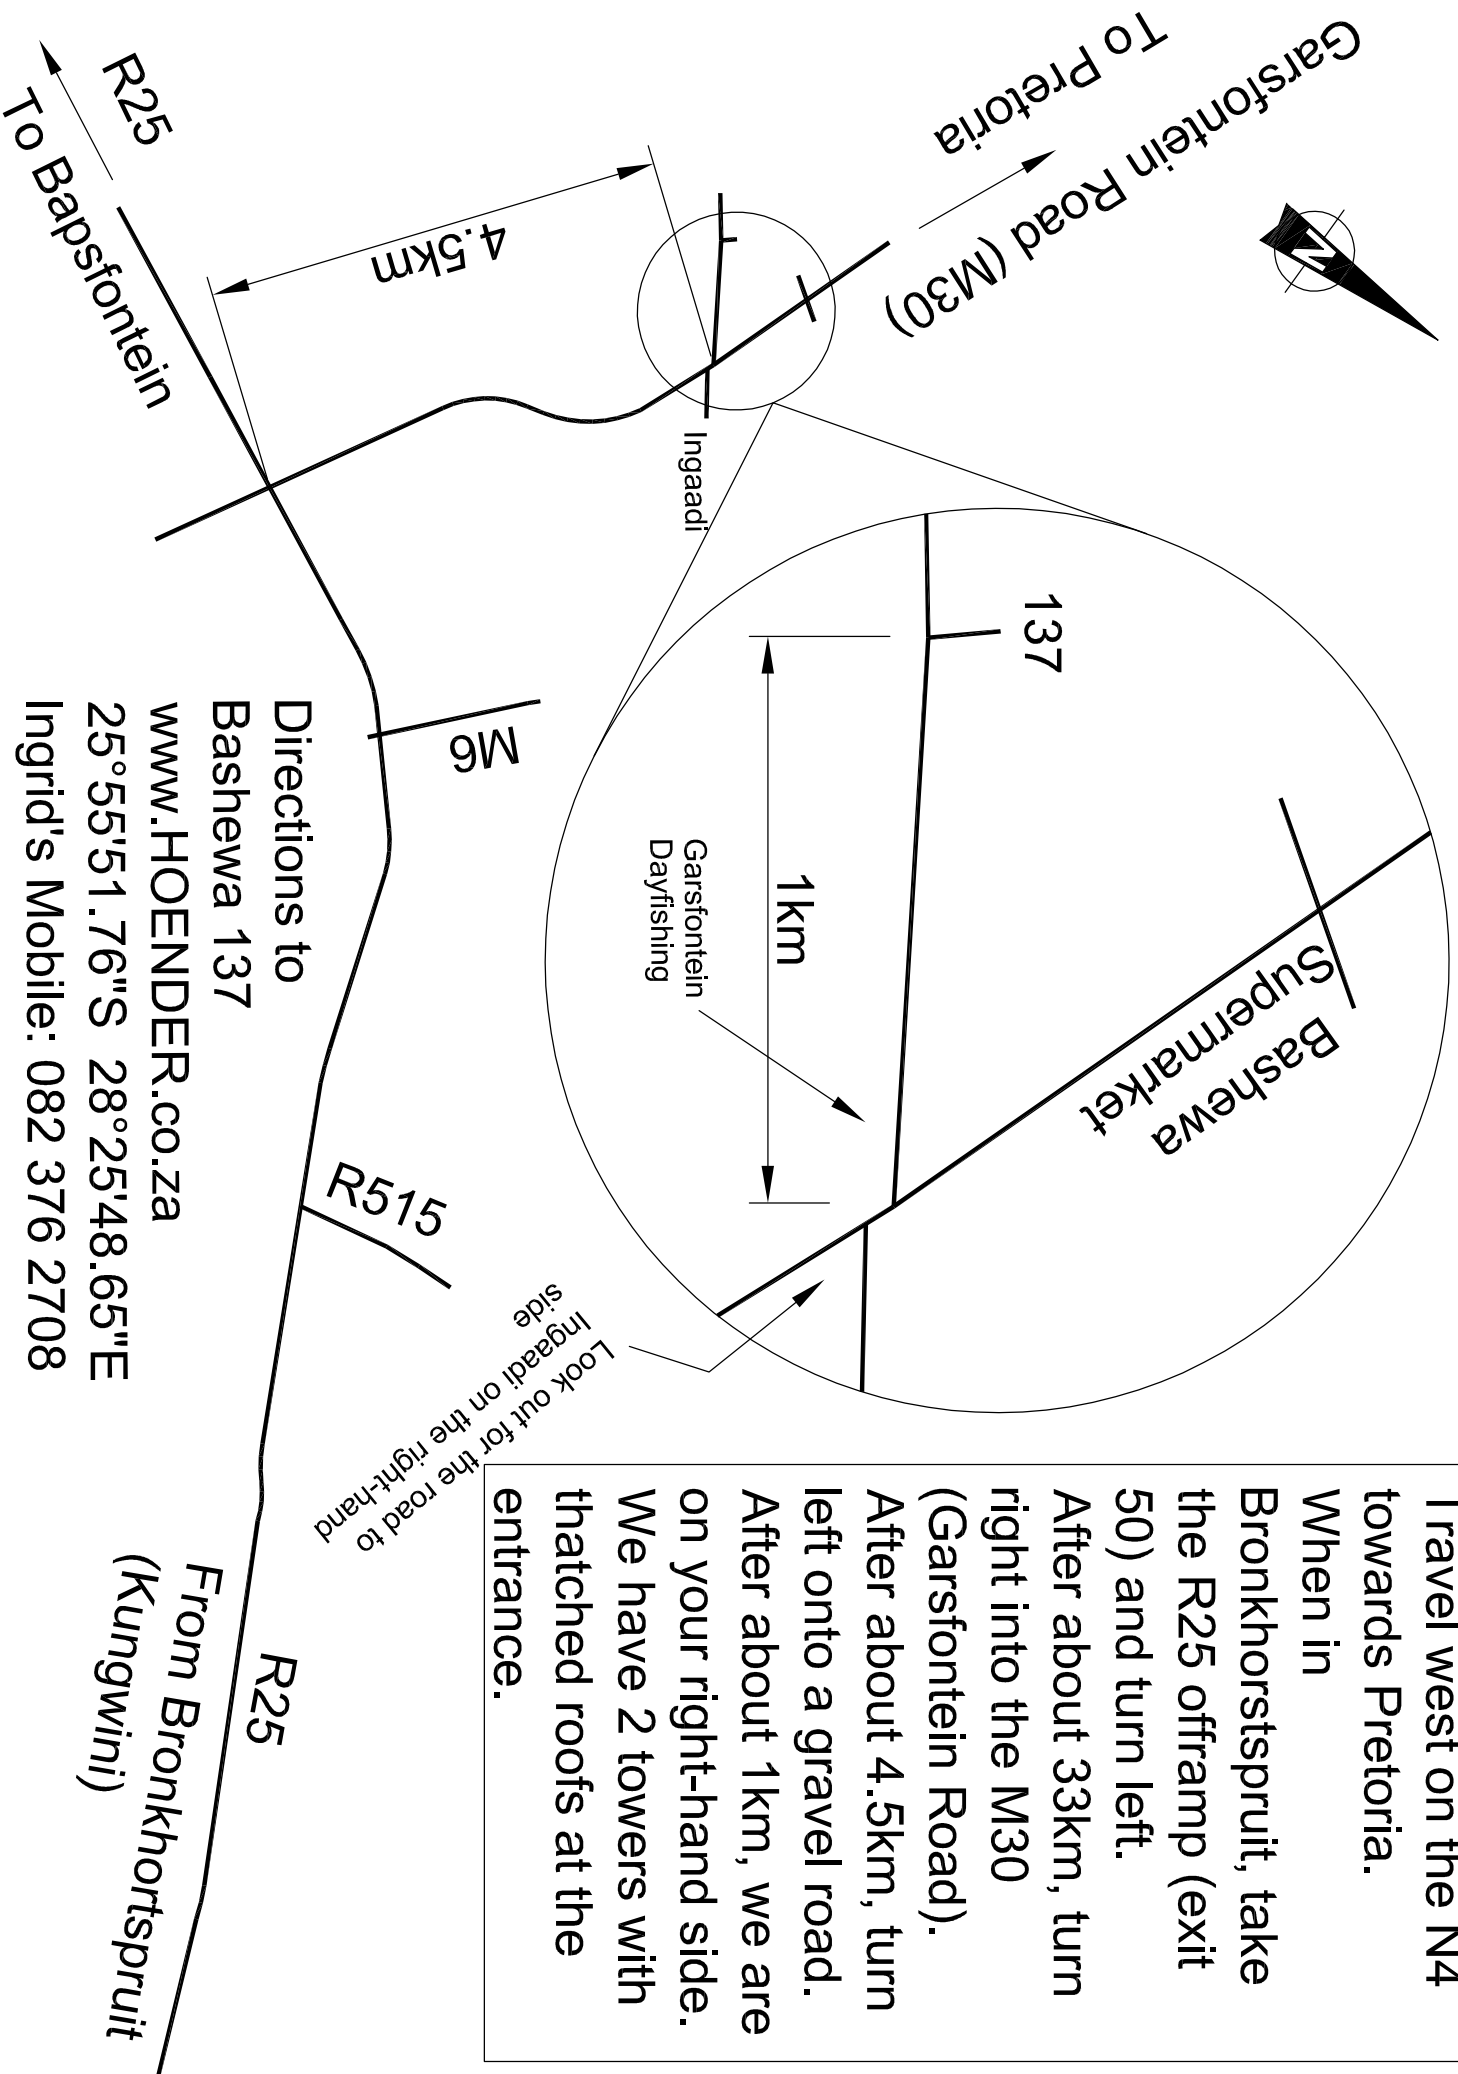 Garsfontein Road (M30)
To Pretoria
N
R25
To Bapsfontein
4.5km
Ingaadi
137
1km
Garsfontein
Dayfishing
Bashewa
Supermarket
M6
R515
Look out for the road to
Ingaadi on the right-hand
side
R25
From Bronkhortspruit
(Kungwini)
Directions to
Bashewa 137
www.HOENDER.co.za
25°55'51.76"S 28°25'48.65"E
Ingrid's Mobile: 082 376 2708
Travel west on the N4
towards Pretoria.
When in
Bronkhorstspruit, take
the R25 offramp (exit
50) and turn left.
After about 33km, turn
right into the M30
(Garsfontein Road).
After about 4.5km, turn
left onto a gravel road.
After about 1km, we are
on your right-hand side.
We have 2 towers with
thatched roofs at the
entrance.